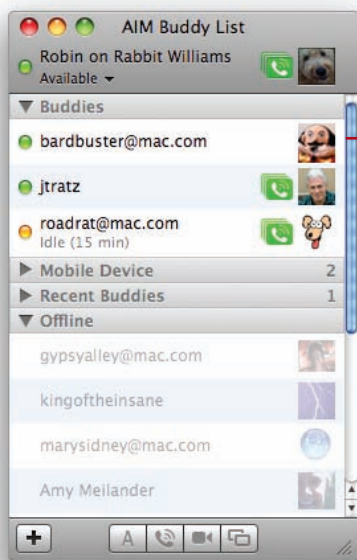 AIM Buddy List
Robin on Rabbit Williams
Available
Buddies
bardbuster@mac.com
jtratz
roadrat@mac.com
Idle (15 min)
Mobile Device 2
Recent Buddies 1
Offline
gypsyalley@mac.com
kingoftheinsane
marysidney@mac.com
Amy Meilander
A